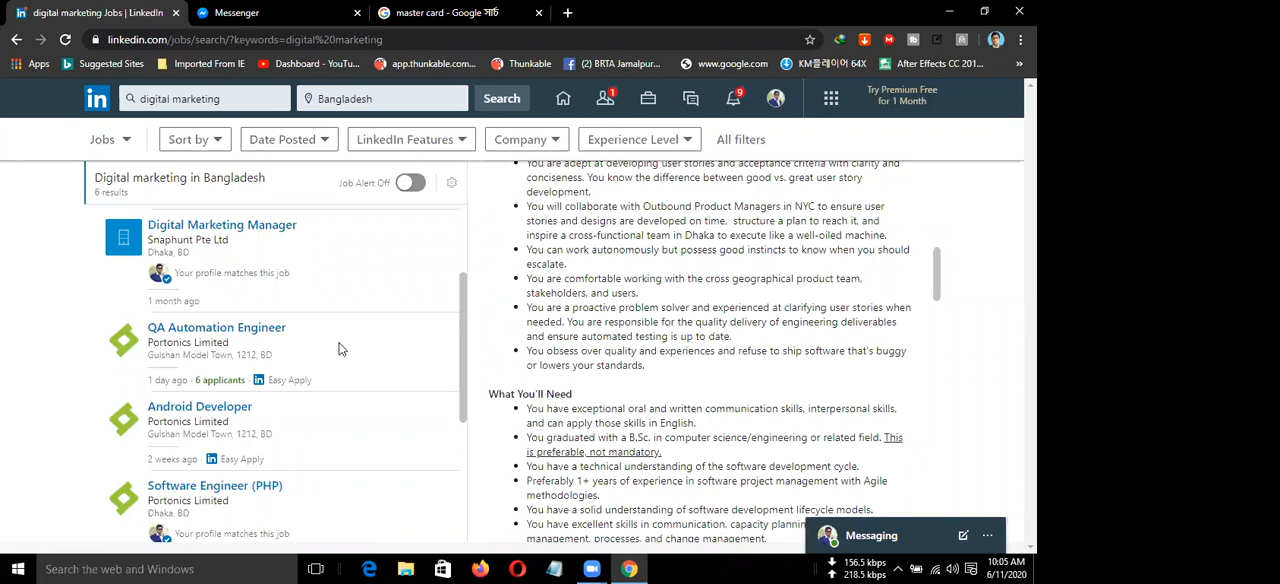 digital marketing Jobs | LinkedIn
Messenger
master card - Google সার্চ
linkedin.com/jobs/search/?keywords=digital%20marketing
Apps
Suggested Sites
Imported From IE
Dashboard - YouTu...
app.thunkable.com...
Thunkable
(2) BRTA Jamalpur...
www.google.com
KM플레이어 64X
After Effects CC 201...
»
in
digital marketing
Bangladesh
Search
1
9
Try Premium Free
for 1 Month
Jobs
Sort by
Date Posted
LinkedIn Features
Company
Experience Level
All filters
Digital marketing in Bangladesh
6 results
Job Alert Off
Digital Marketing Manager
Snaphunt Pte Ltd
Dhaka, BD
Your profile matches this job
1 month ago
QA Automation Engineer
Portonics Limited
Gulshan Model Town, 1212, BD
1 day ago · 6 applicants · in Easy Apply
Android Developer
Portonics Limited
Gulshan Model Town, 1212, BD
2 weeks ago · in Easy Apply
Software Engineer (PHP)
Portonics Limited
Dhaka, BD
Your profile matches this job
• You are adept at developing user stories and acceptance criteria with clarity and
conciseness. You know the difference between good vs. great user story
development.
• You will collaborate with Outbound Product Managers in NYC to ensure user
stories and designs are developed on time, structure a plan to reach it, and
inspire a cross-functional team in Dhaka to execute like a well-oiled machine.
• You can work autonomously but possess good instincts to know when you should
escalate.
• You are comfortable working with the cross geographical product team,
stakeholders, and users.
• You are a proactive problem solver and experienced at clarifying user stories when
needed. You are responsible for the quality delivery of engineering deliverables
and ensure automated testing is up to date.
• You obsess over quality and experiences and refuse to ship software that's buggy
or lowers your standards.
What You'll Need
• You have exceptional oral and written communication skills, interpersonal skills,
and can apply those skills in English.
• You graduated with a B.Sc. in computer science/engineering or related field. This
is preferable, not mandatory.
• You have a technical understanding of the software development cycle.
• Preferably 1+ years of experience in software project management with Agile
methodologies.
• You have a solid understanding of software development lifecycle models.
• You have excellent skills in communication, capacity plannin
management, processes, and change management.
Messaging
Search the web and Windows
156.5 kbps
218.5 kbps
10:05 AM
6/11/2020